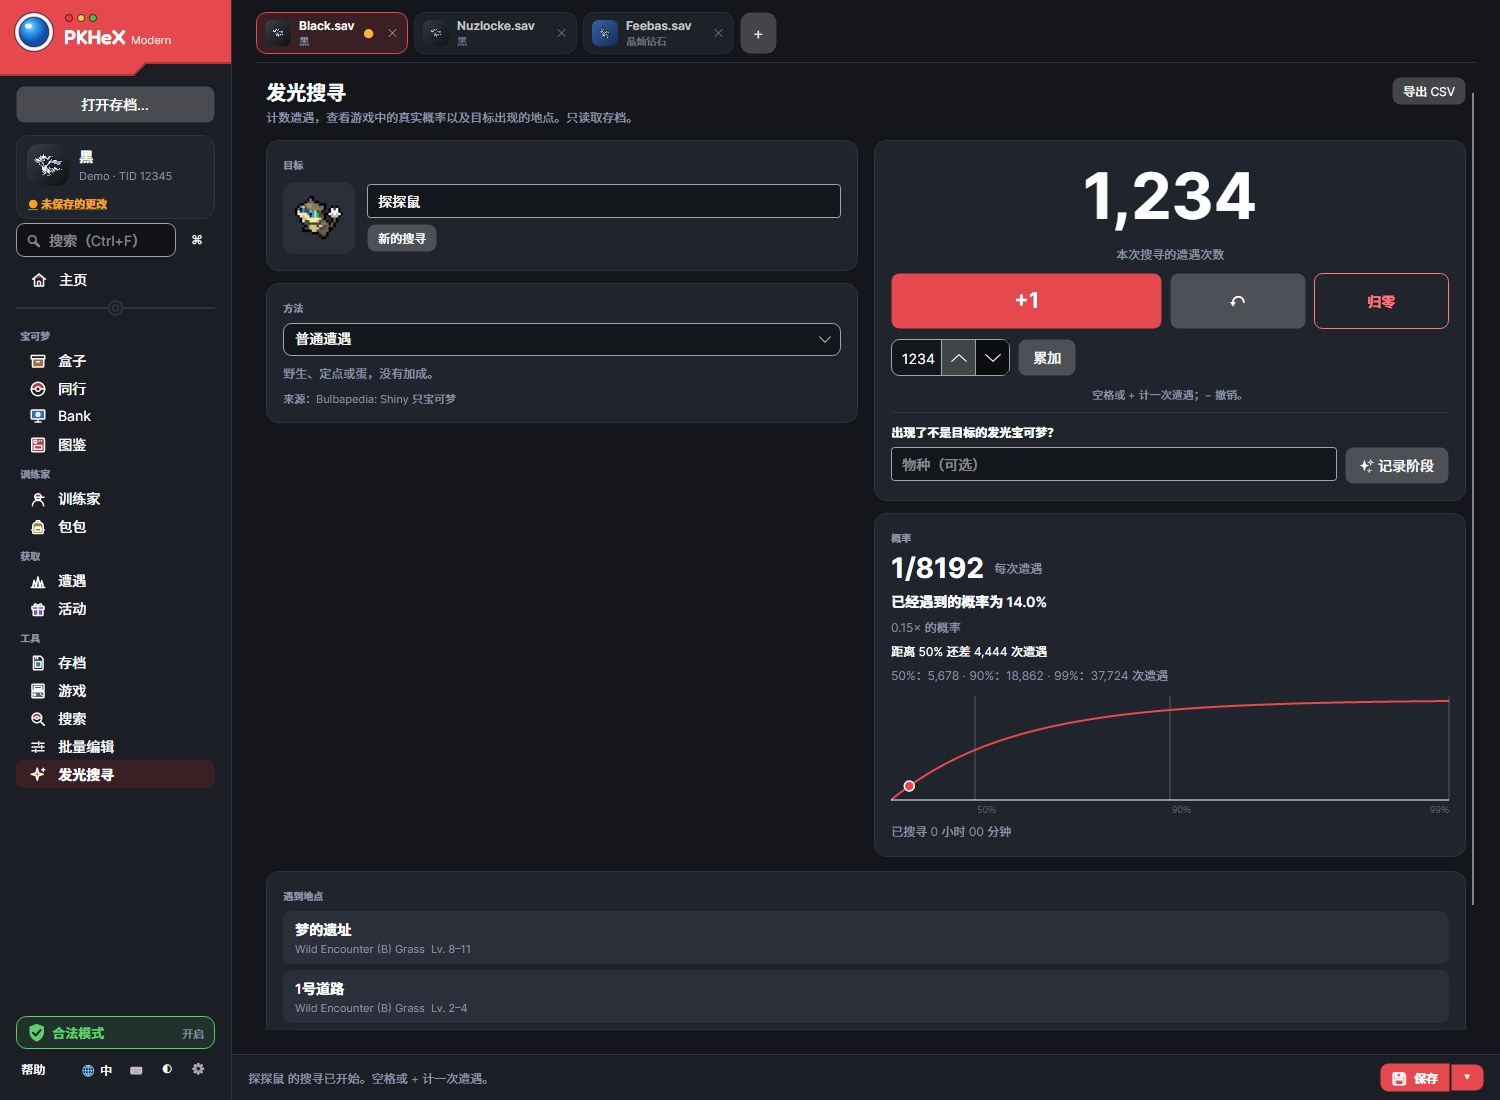 PKHeX Modern
打开存档...
黑
Demo · TID 12345
未保存的更改
搜索（Ctrl+F）
⌘
主页
宝可梦
盒子
同行
Bank
图鉴
训练家
训练家
包包
获取
遭遇
活动
工具
存档
游戏
搜索
批量编辑
发光搜寻
合法模式 开启
帮助 中
Black.sav
黑
Nuzlocke.sav
黑
Feebas.sav
晶灿钻石
+
发光搜寻
计数遭遇，查看游戏中的真实概率以及目标出现的地点。只读取存档。
导出 CSV
目标
探探鼠
新的搜寻
方法
普通遭遇
野生、定点或蛋，没有加成。
来源：Bulbapedia: Shiny 只宝可梦
1,234
本次搜寻的遭遇次数
+1
归零
1234
累加
空格或 + 计一次遭遇；− 撤销。
出现了不是目标的发光宝可梦？
物种（可选）
记录阶段
概率
1/8192 每次遭遇
已经遇到的概率为 14.0%
0.15× 的概率
距离 50% 还差 4,444 次遭遇
50%：5,678 · 90%：18,862 · 99%：37,724 次遭遇
50% 90% 99%
已搜寻 0 小时 00 分钟
遇到地点
梦的遗址
Wild Encounter (B) Grass Lv. 8–11
1号道路
Wild Encounter (B) Grass Lv. 2–4
探探鼠 的搜寻已开始。空格或 + 计一次遭遇。
保存